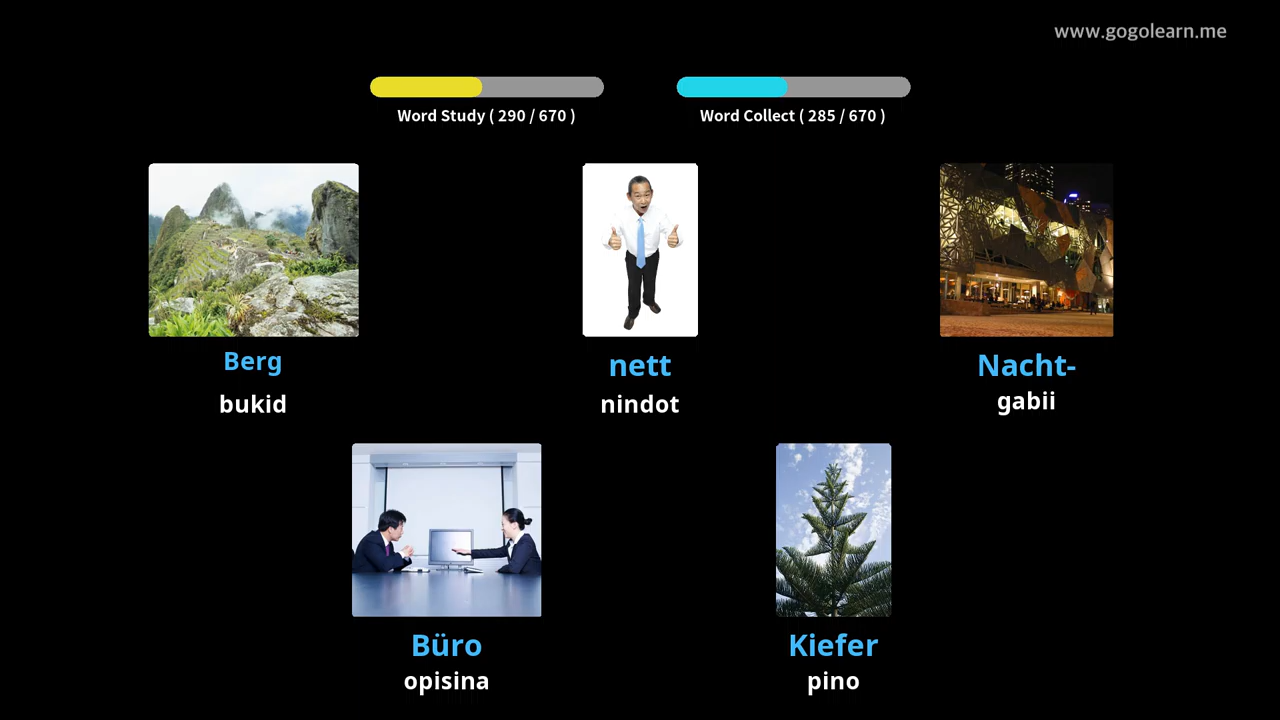 www.gogolearn.me
Word Study ( 290 / 670 )
Word Collect ( 285 / 670 )
Berg
bukid
nett
nindot
Nacht-
gabii
Büro
opisina
Kiefer
pino